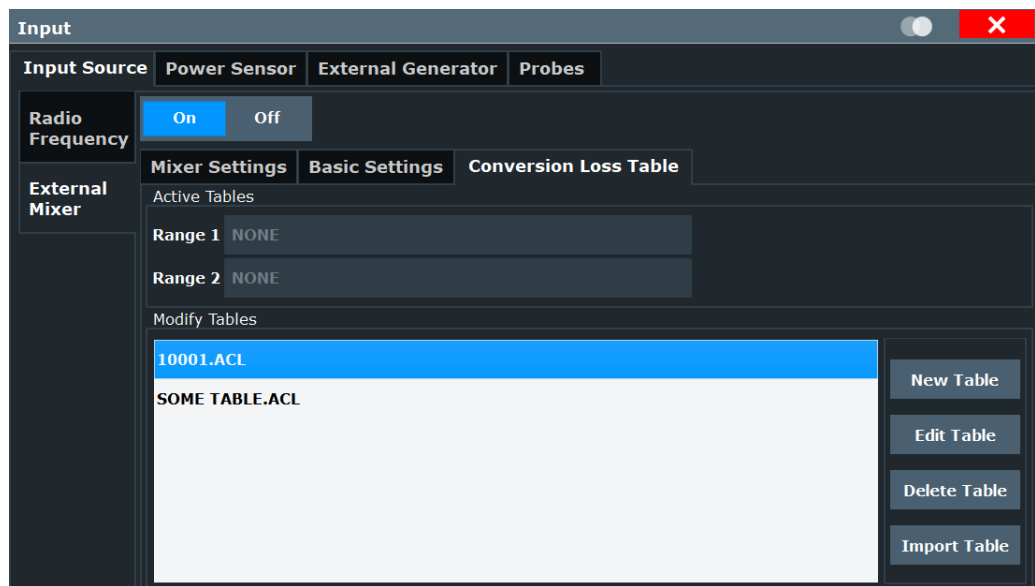 Input
Input Source Power Sensor External Generator Probes
Radio
Frequency
External
Mixer
On Off
Mixer Settings Basic Settings Conversion Loss Table
Active Tables
Range 1 NONE
Range 2 NONE
Modify Tables
10001.ACL
SOME TABLE.ACL
New Table
Edit Table
Delete Table
Import Table